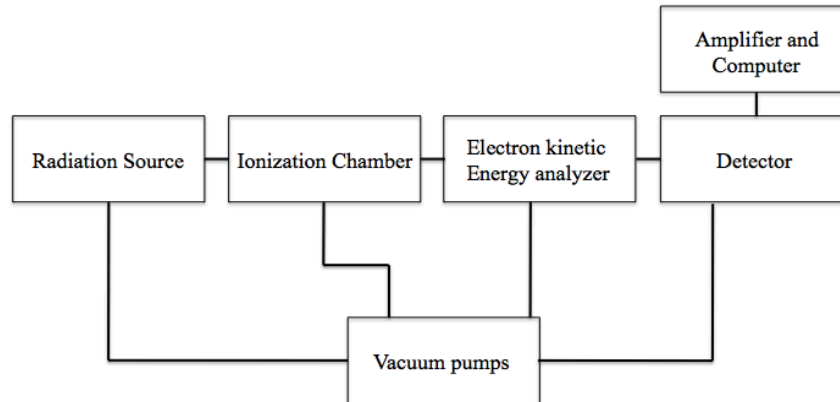 Amplifier and
Computer
Radiation Source
Ionization Chamber
Electron kinetic
Energy analyzer
Detector
Vacuum pumps